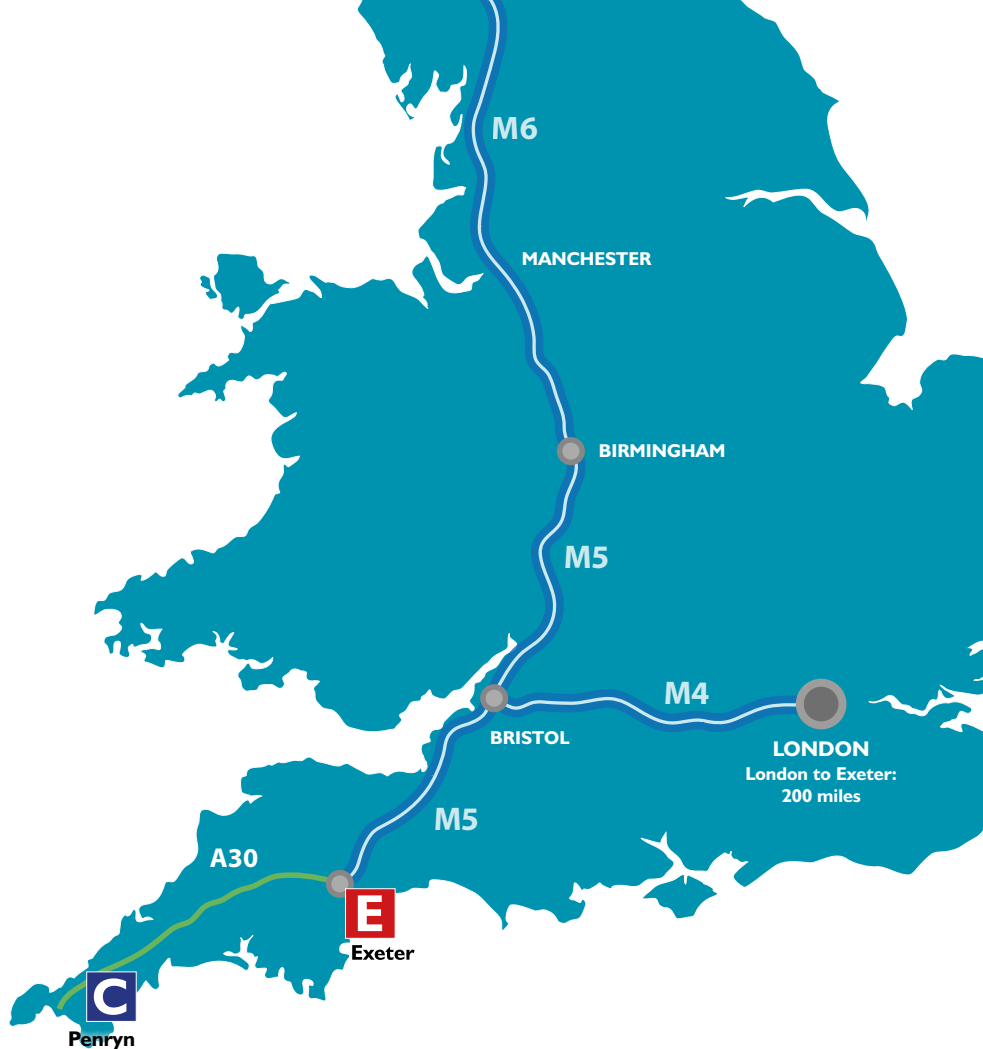 M6
MANCHESTER
BIRMINGHAM
M5
M4
BRISTOL
LONDON
London to Exeter:
200 miles
M5
A30
E
Exeter
C
Penryn